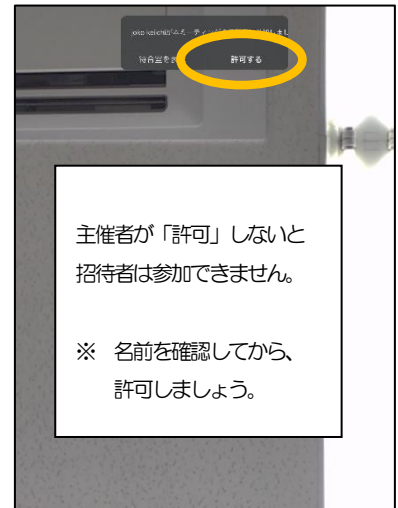 許可する
主催者が「許可」しないと
招待者は参加できません。
※ 名前を確認してから、
許可しましょう。